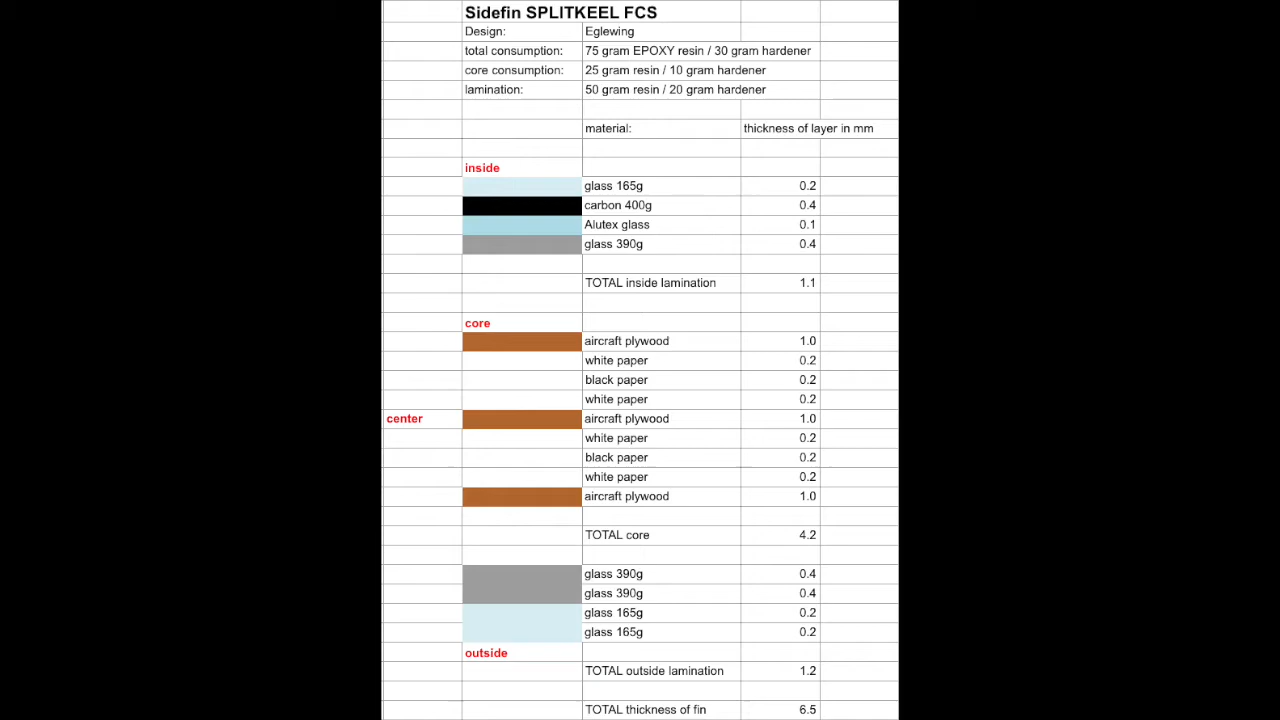 Sidefin SPLITKEEL FCS
Design: Eglewing
total consumption: 75 gram EPOXY resin / 30 gram hardener
core consumption: 25 gram resin / 10 gram hardener
lamination: 50 gram resin / 20 gram hardener
material: thickness of layer in mm
inside
glass 165g 0.2
carbon 400g 0.4
Alutex glass 0.1
glass 390g 0.4
TOTAL inside lamination 1.1
core
aircraft plywood 1.0
white paper 0.2
black paper 0.2
white paper 0.2
center aircraft plywood 1.0
white paper 0.2
black paper 0.2
white paper 0.2
aircraft plywood 1.0
TOTAL core 4.2
glass 390g 0.4
glass 390g 0.4
glass 165g 0.2
glass 165g 0.2
outside
TOTAL outside lamination 1.2
TOTAL thickness of fin 6.5